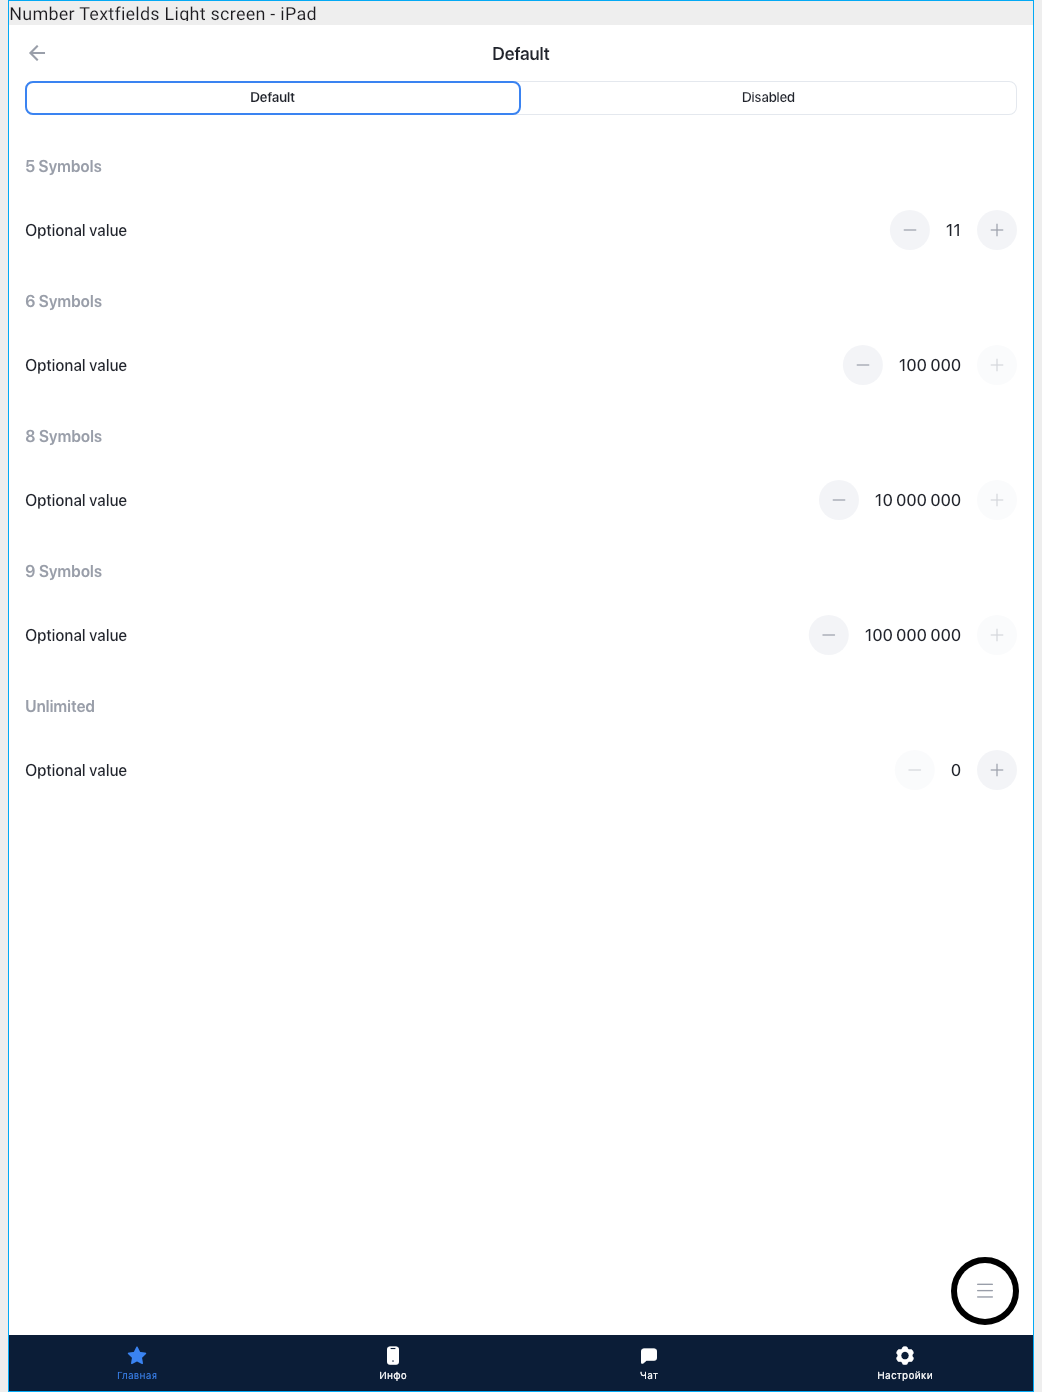 Number Textfields Light screen - iPad
Default
Default Disabled
5 Symbols
Optional value 11
6 Symbols
Optional value 100 000
8 Symbols
Optional value 10 000 000
9 Symbols
Optional value 100 000 000
Unlimited
Optional value 0
Главная Инфо Чат Настройки